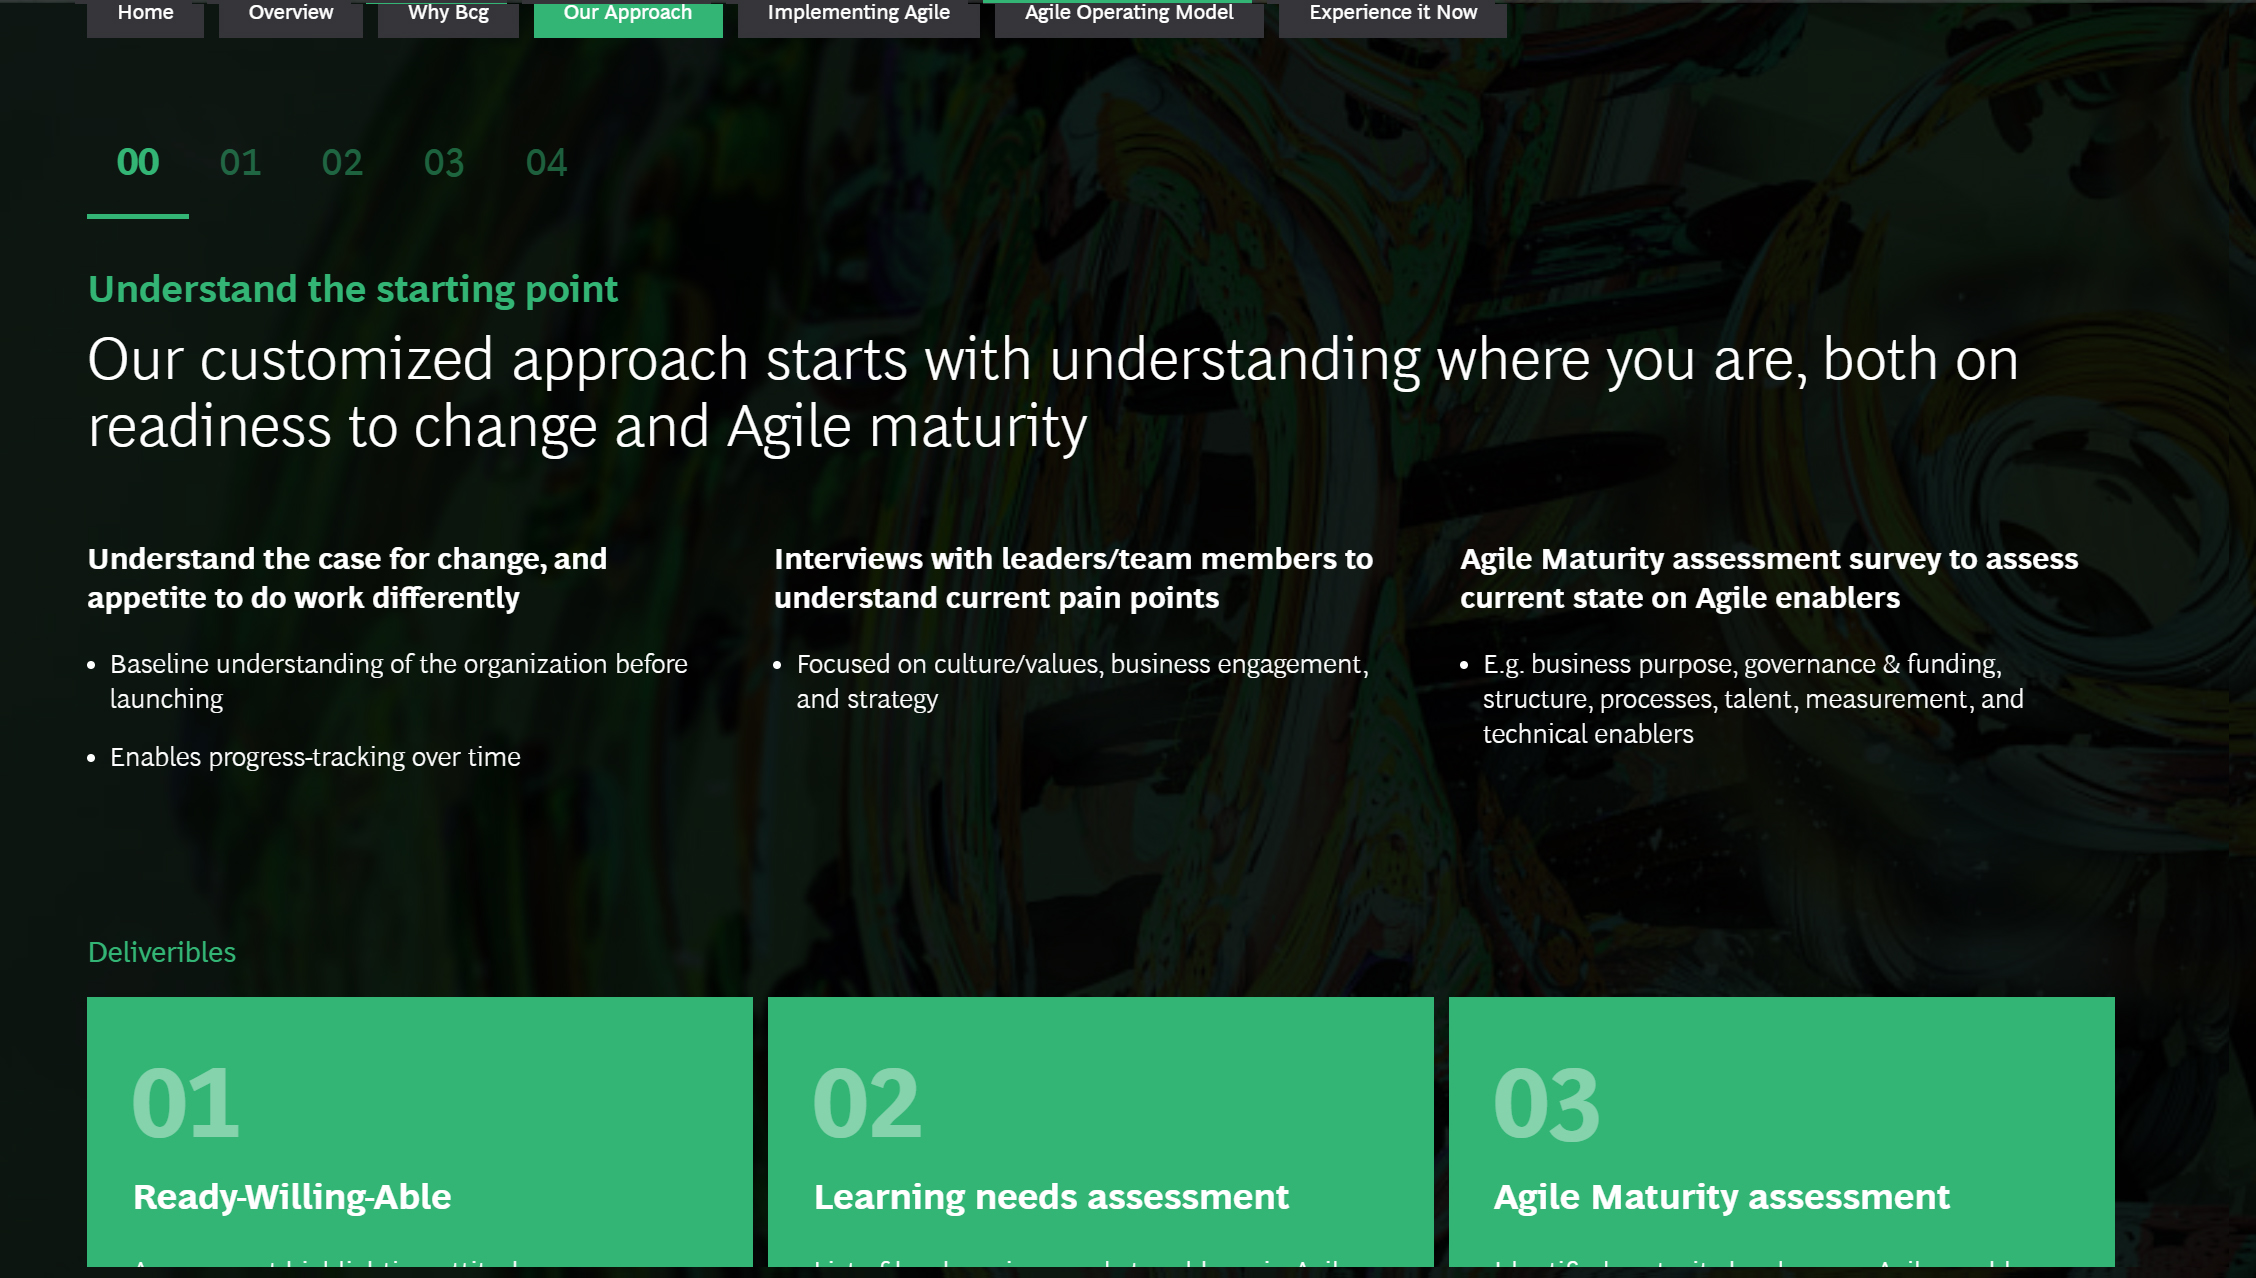 Home Overview Why Bcg Our Approach Implementing Agile Agile Operating Model Experience it Now
00 01 02 03 04
Understand the starting point
Our customized approach starts with understanding where you are, both on
readiness to change and Agile maturity
Understand the case for change, and
appetite to do work differently
• Baseline understanding of the organization before
launching
• Enables progress-tracking over time
Interviews with leaders/team members to
understand current pain points
• Focused on culture/values, business engagement,
and strategy
Agile Maturity assessment survey to assess
current state on Agile enablers
• E.g. business purpose, governance & funding,
structure, processes, talent, measurement, and
technical enablers
Deliveribles
01
Ready-Willing-Able
02
Learning needs assessment
03
Agile Maturity assessment